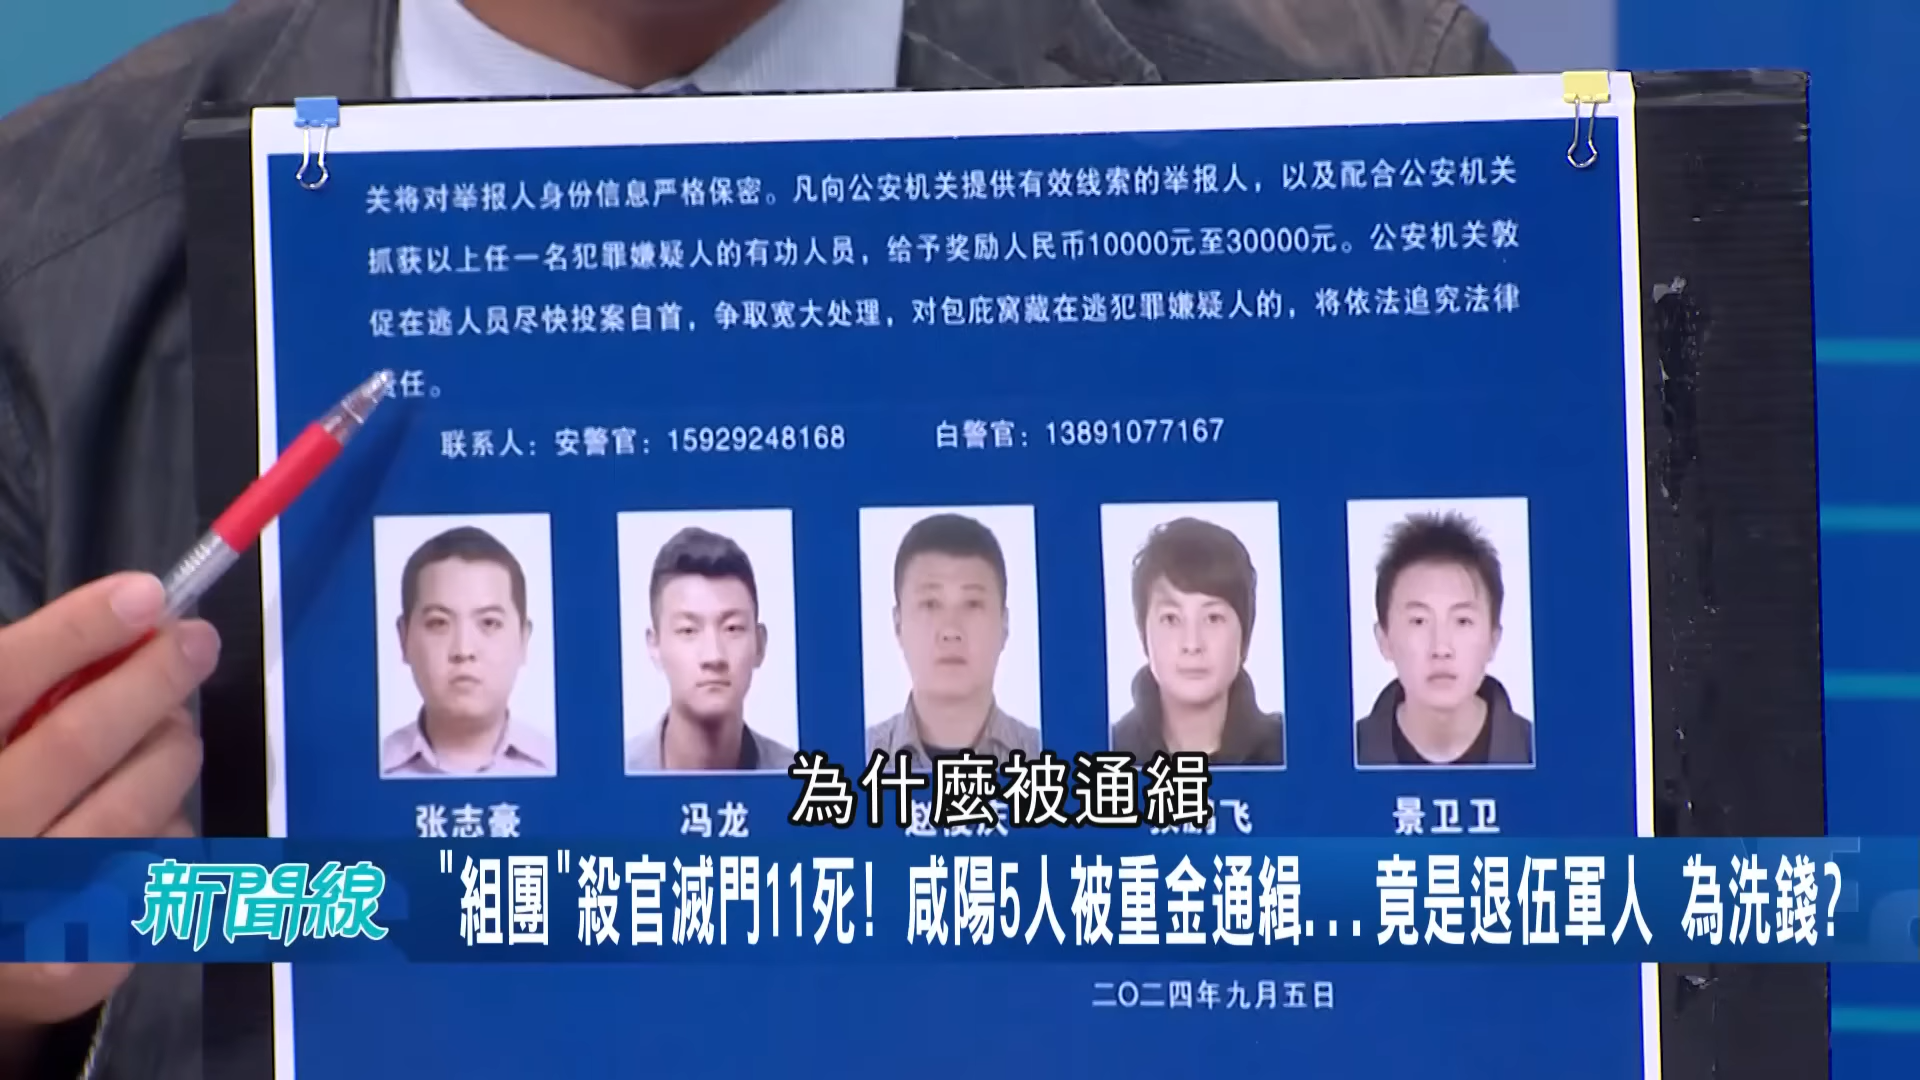 关将对举报人身份信息严格保密。凡向公安机关提供有效线索的举报人，以及配合公安机关
抓获以上任一名犯罪嫌疑人的有功人员，给予奖励人民币10000元至30000元。公安机关敦
促在逃人员尽快投案自首，争取宽大处理，对包庇窝藏在逃犯罪嫌疑人的，将依法追究法律
责任。
联系人：安警官：15929248168 白警官：13891077167
张志豪 冯龙 景卫卫
為什麼被通緝
新聞線
"組團"殺官滅門11死！咸陽5人被重金通緝...竟是退伍軍人 為洗錢?
二〇二四年九月五日